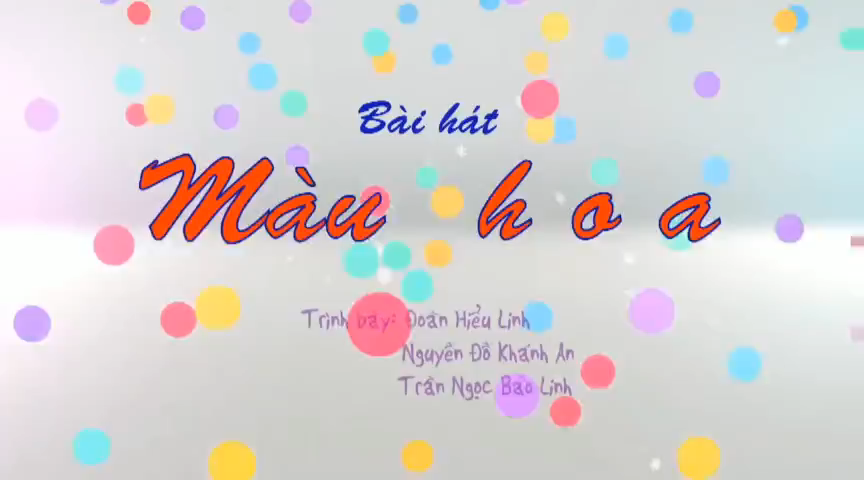 Bài hát
Màu hoa
Trình bày: Đoàn Hiểu Linh
Nguyễn Đỗ Khánh An
Trần Ngọc Bảo Linh